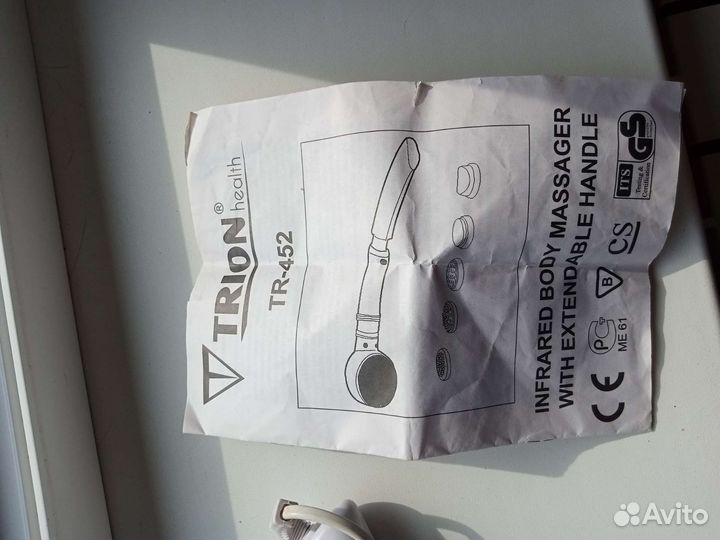 TRION® health
TR-452
INFRARED BODY MASSAGER
WITH EXTENDABLE HANDLE
CE PC ME 61 B CS ITS Testing & Certification GS
Avito